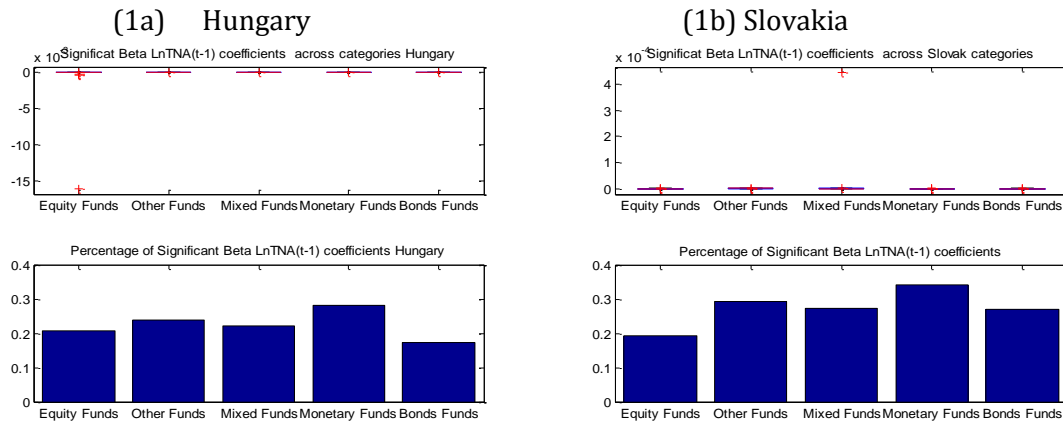 (1a) Hungary
(1b) Slovakia
x 10-3
Significat Beta LnTNA(t-1) coefficients across categories Hungary
0
-5
-10
-15
Equity Funds Other Funds Mixed Funds Monetary Funds Bonds Funds
Percentage of Significant Beta LnTNA(t-1) coefficients Hungary
0.4
0.3
0.2
0.1
0
Equity Funds Other Funds Mixed Funds Monetary Funds Bonds Funds
x 10-4
Significat Beta LnTNA(t-1) coefficients across Slovak categories
4
3
2
1
0
Equity Funds Other Funds Mixed Funds Monetary Funds Bonds Funds
Percentage of Significant Beta LnTNA(t-1) coefficients
0.4
0.3
0.2
0.1
0
Equity Funds Other Funds Mixed Funds Monetary Funds Bonds Funds